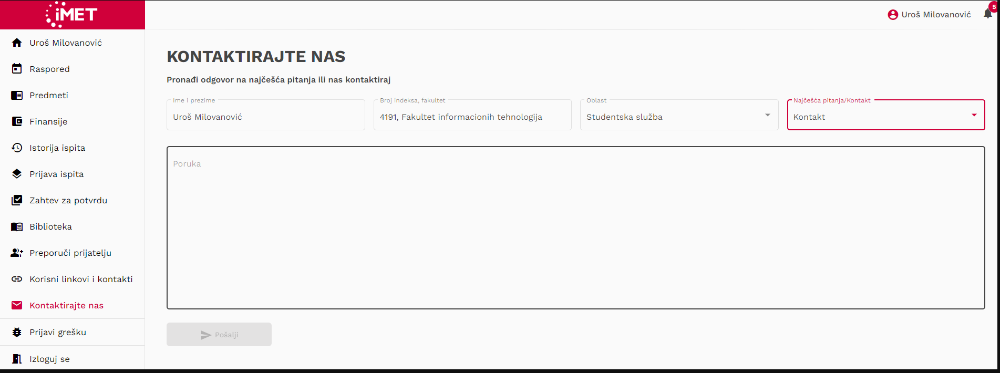 iMET
Uroš Milovanović
5
Uroš Milovanović
Raspored
Predmeti
Finansije
Istorija ispita
Prijava ispita
Zahtev za potvrdu
Biblioteka
Preporuči prijatelju
Korisni linkovi i kontakti
Kontaktirajte nas
Prijavi grešku
Izloguj se
KONTAKTIRAJTE NAS
Pronađi odgovor na najčešća pitanja ili nas kontaktiraj
Ime i prezime
Uroš Milovanović
Broj indeksa, fakultet
4191, Fakultet informacionih tehnologija
Oblast
Studentska služba
Najčešća pitanja/Kontakt
Kontakt
Poruka
Pošalji